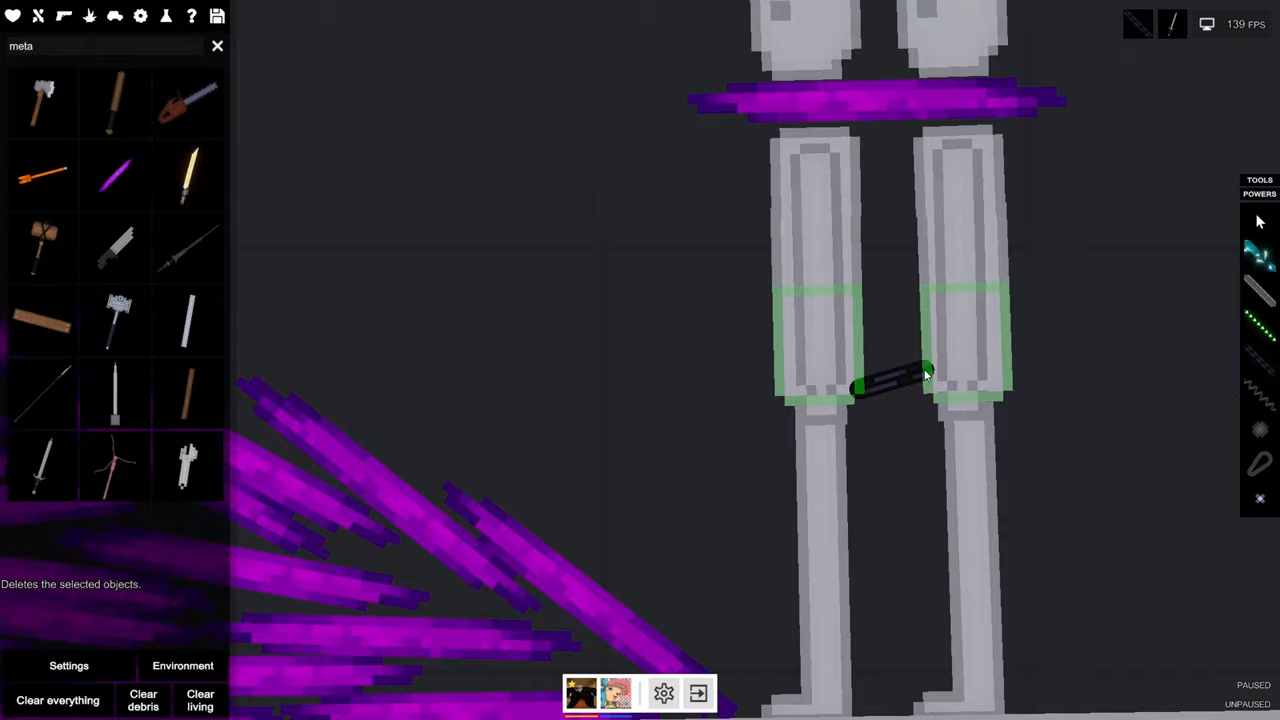 meta
139 FPS
TOOLS
POWERS
Deletes the selected objects.
Settings
Environment
Clear everything
Clear debris
Clear living
PAUSED
UNPAUSED